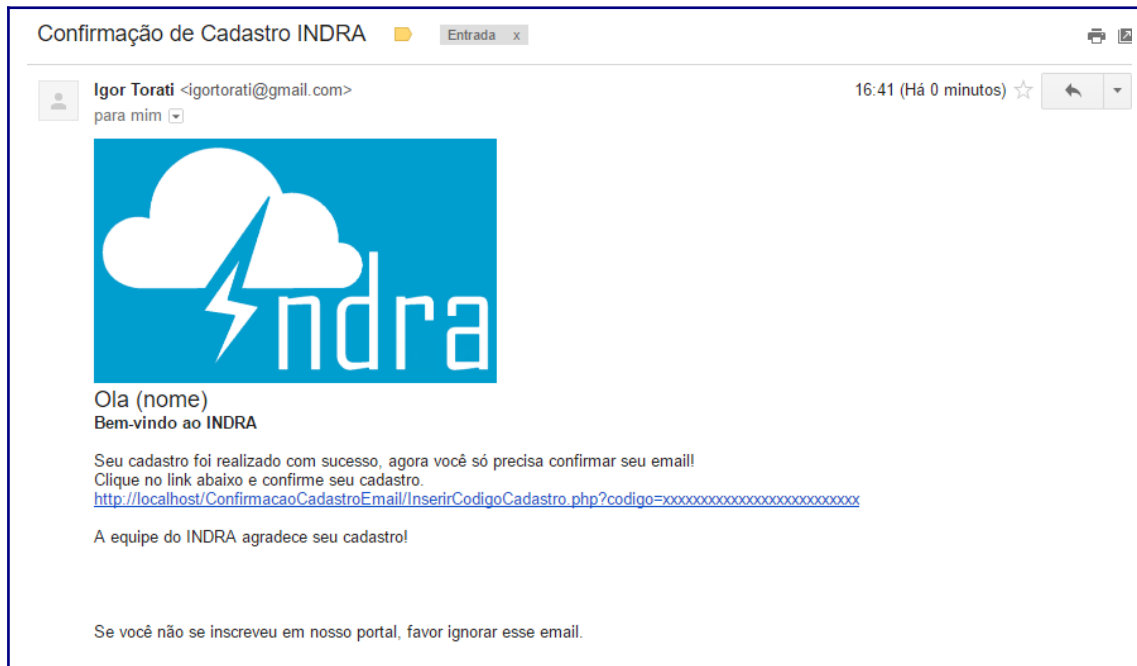 Confirmação de Cadastro INDRA Entrada x
Igor Torati <igortorati@gmail.com> 16:41 (Há 0 minutos)
para mim
Indra
Ola (nome)
Bem-vindo ao INDRA
Seu cadastro foi realizado com sucesso, agora você só precisa confirmar seu email!
Clique no link abaixo e confirme seu cadastro.
http://localhost/ConfirmacaoCadastroEmail/InserirCodigoCadastro.php?codigo=xxxxxxxxxxxxxxxxxxxxxxxxxx
A equipe do INDRA agradece seu cadastro!
Se você não se inscreveu em nosso portal, favor ignorar esse email.